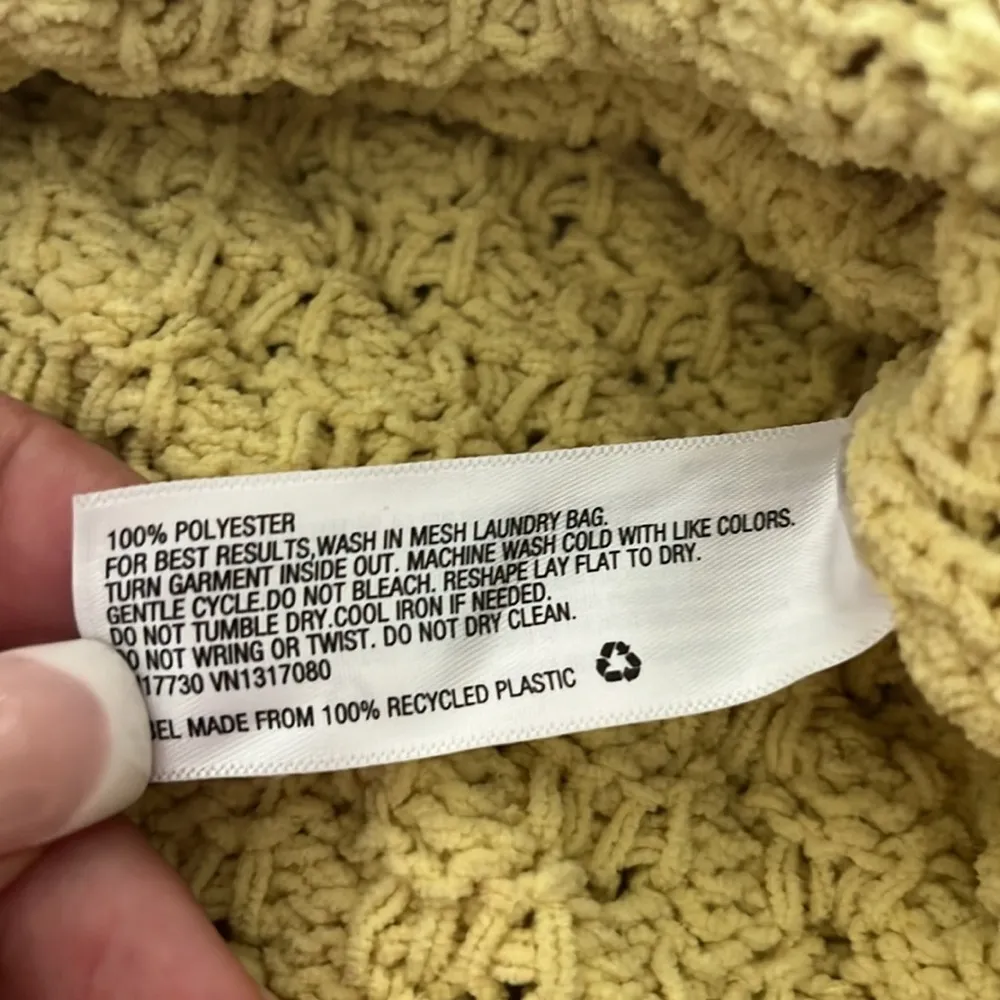 100% POLYESTER
FOR BEST RESULTS,WASH IN MESH LAUNDRY BAG.
TURN GARMENT INSIDE OUT. MACHINE WASH COLD WITH LIKE COLORS.
GENTLE CYCLE.DO NOT BLEACH. RESHAPE LAY FLAT TO DRY.
DO NOT TUMBLE DRY.COOL IRON IF NEEDED.
DO NOT WRING OR TWIST. DO NOT DRY CLEAN.
17730 VN1317080
MADE FROM 100% RECYCLED PLASTIC